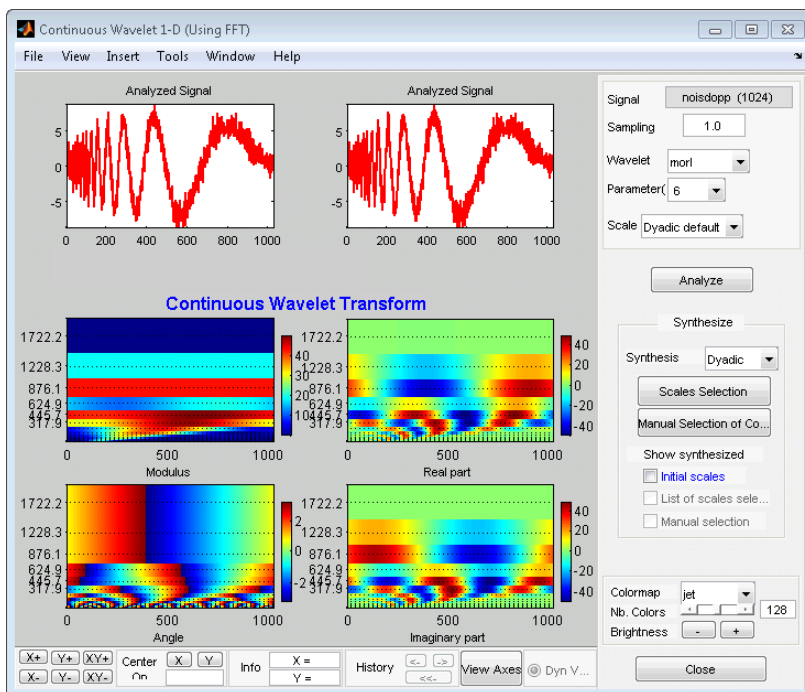 Continuous Wavelet 1-D (Using FFT)
File View Insert Tools Window Help
Analyzed Signal
5
0
-5
0 200 400 600 800 1000
Analyzed Signal
5
0
-5
0 200 400 600 800 1000
Continuous Wavelet Transform
1722.2
1228.3
876.1
624.9
445.7
317.9
0 500 1000
Modulus
40
30
20
10
1722.2
1228.3
876.1
624.9
445.7
317.9
0 500 1000
Real part
40
20
0
-20
-40
1722.2
1228.3
876.1
624.9
445.7
317.9
0 500 1000
Angle
2
0
-2
1722.2
1228.3
876.1
624.9
445.7
317.9
0 500 1000
Imaginary part
40
20
0
-20
-40
Signal noisdopp (1024)
Sampling 1.0
Wavelet morl
Parameter( 6
Scale Dyadic default
Analyze
Synthesize
Synthesis Dyadic
Scales Selection
Manual Selection of Co...
Show synthesized
Initial scales
List of scales sele...
Manual selection
Colormap jet
Nb. Colors 128
Brightness - +
X+ Y+ XY+
X- Y- XY-
Center X Y
On
Info X =
Y =
History <- ->
<<-
View Axes
Dyn V...
Close